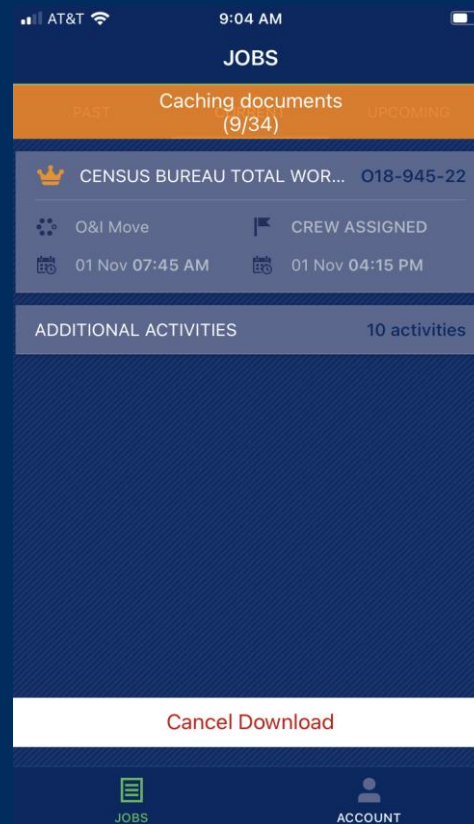 AT&T
9:04 AM
JOBS
Caching documents
(9/34)
PAST
CURRENT
UPCOMING
CENSUS BUREAU TOTAL WOR... O18-945-22
O&I Move
CREW ASSIGNED
01 Nov 07:45 AM
01 Nov 04:15 PM
ADDITIONAL ACTIVITIES
10 activities
Cancel Download
JOBS
ACCOUNT